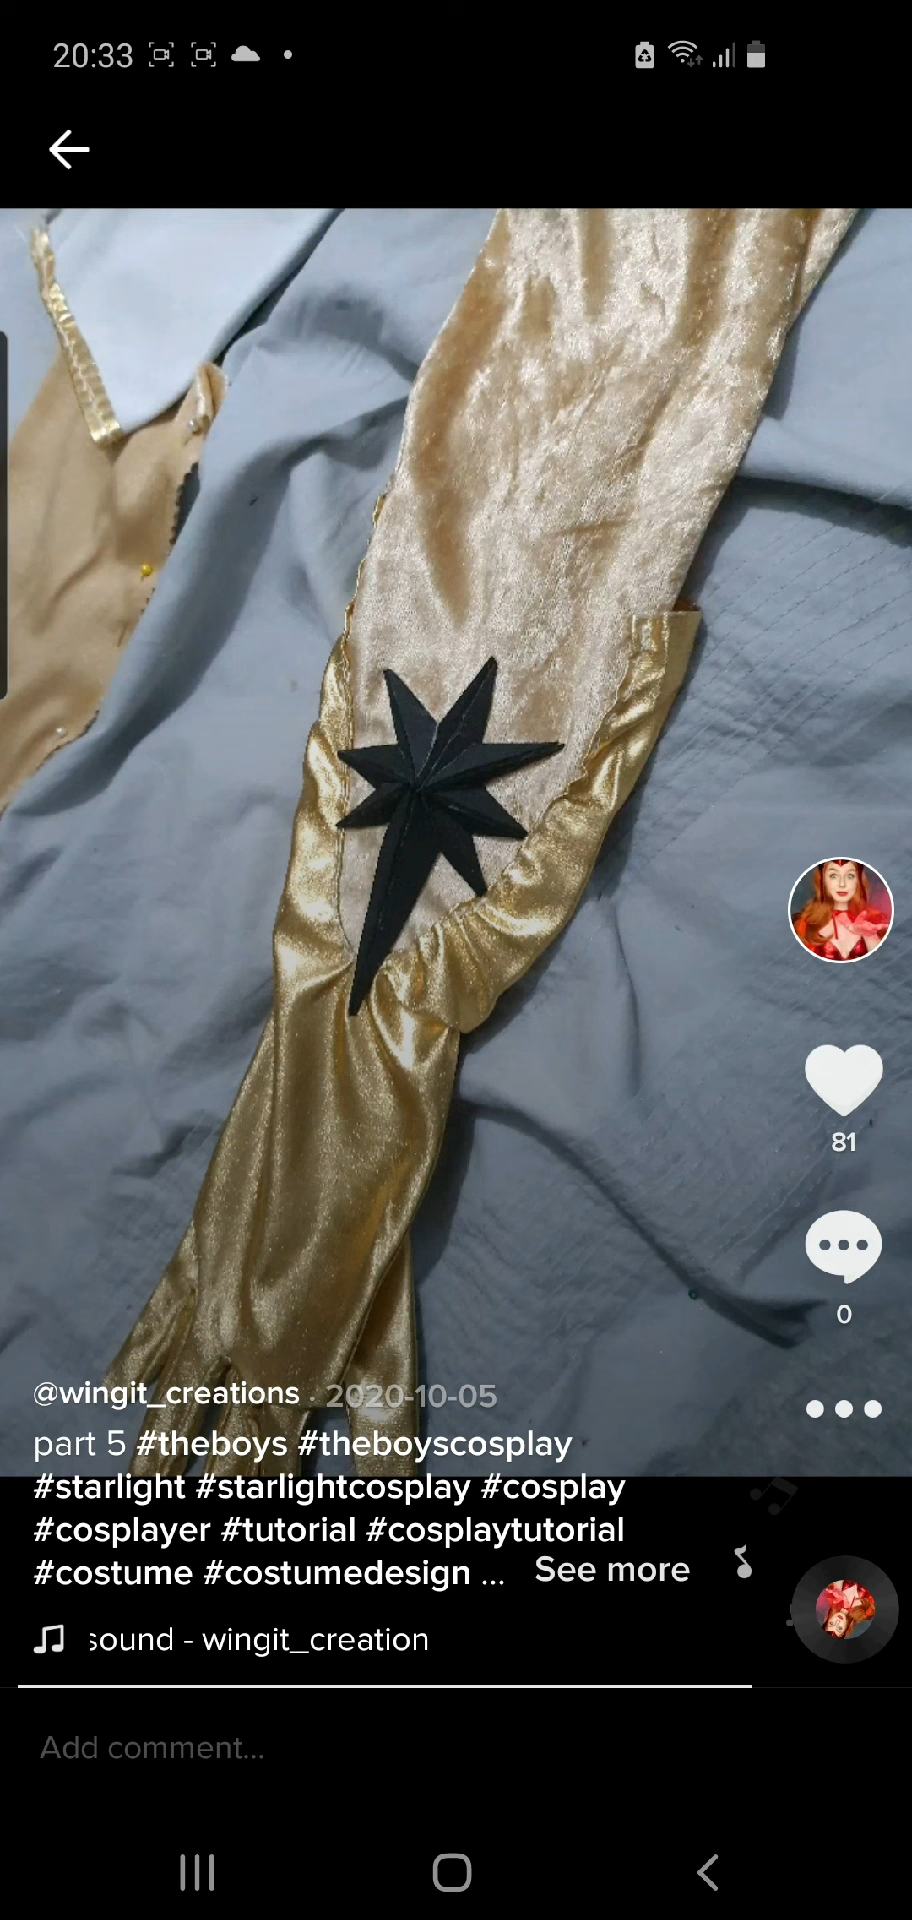 20:33
81
0
@wingit_creations · 2020-10-05
part 5 #theboys #theboyscosplay
#starlight #starlightcosplay #cosplay
#cosplayer #tutorial #cosplaytutorial
#costume #costumedesign ... See more
sound - wingit_creation
Add comment...